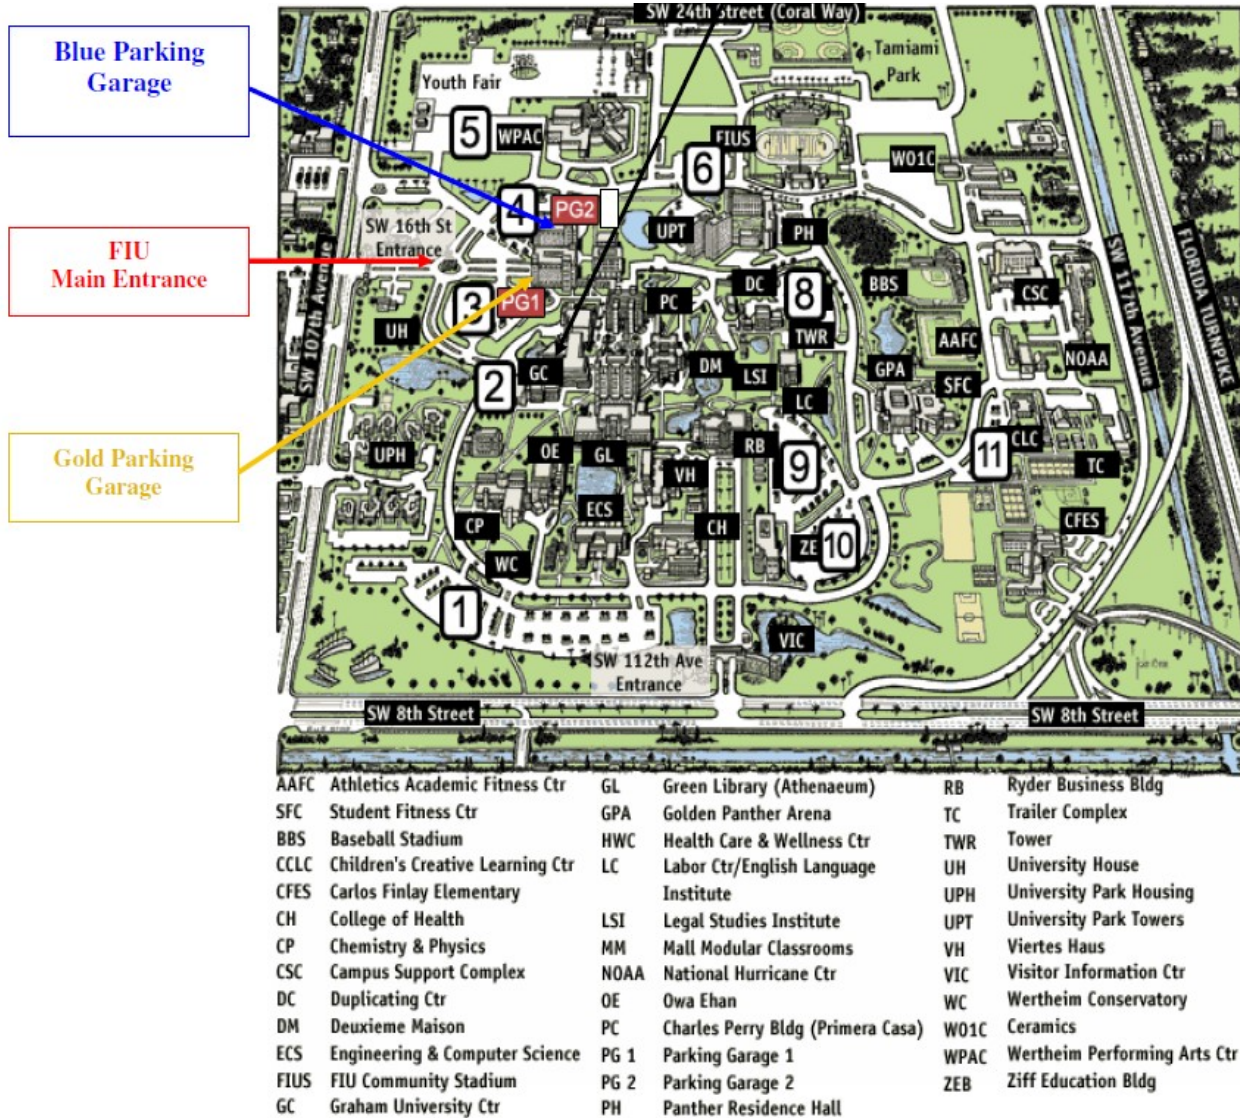 Blue Parking
Garage
FIU
Main Entrance
Gold Parking
Garage
SW 24th Street (Coral Way)
Tamiami
Park
Youth Fair
5
WPAC
FIUS
6
WO1C
4
PG2
SW 16th St
Entrance
UPT
PH
SW 117th Avenue
FLORIDA TURNPIKE
SW 107th Avenue
3
PG1
PC
DC
8
BBS
CSC
UH
TWR
AAFC
NOAA
2
GC
DM
LSI
GPA
SFC
LC
UPH
OE
GL
VH
RB
9
11
CLC
TC
ECS
CP
CH
CFES
WC
ZE
10
1
VIC
SW 112th Ave
Entrance
SW 8th Street
SW 8th Street
AAFC Athletics Academic Fitness Ctr
SFC Student Fitness Ctr
BBS Baseball Stadium
CCLC Children's Creative Learning Ctr
CFES Carlos Finlay Elementary
CH College of Health
CP Chemistry & Physics
CSC Campus Support Complex
DC Duplicating Ctr
DM Deuxieme Maison
ECS Engineering & Computer Science
FIUS FIU Community Stadium
GC Graham University Ctr
GL Green Library (Athenaeum)
GPA Golden Panther Arena
HWC Health Care & Wellness Ctr
LC Labor Ctr/English Language
Institute
LSI Legal Studies Institute
MM Mall Modular Classrooms
NOAA National Hurricane Ctr
OE Owa Ehan
PC Charles Perry Bldg (Primera Casa)
PG 1 Parking Garage 1
PG 2 Parking Garage 2
PH Panther Residence Hall
RB Ryder Business Bldg
TC Trailer Complex
TWR Tower
UH University House
UPH University Park Housing
UPT University Park Towers
VH Viertes Haus
VIC Visitor Information Ctr
WC Wertheim Conservatory
WO1C Ceramics
WPAC Wertheim Performing Arts Ctr
ZEB Ziff Education Bldg